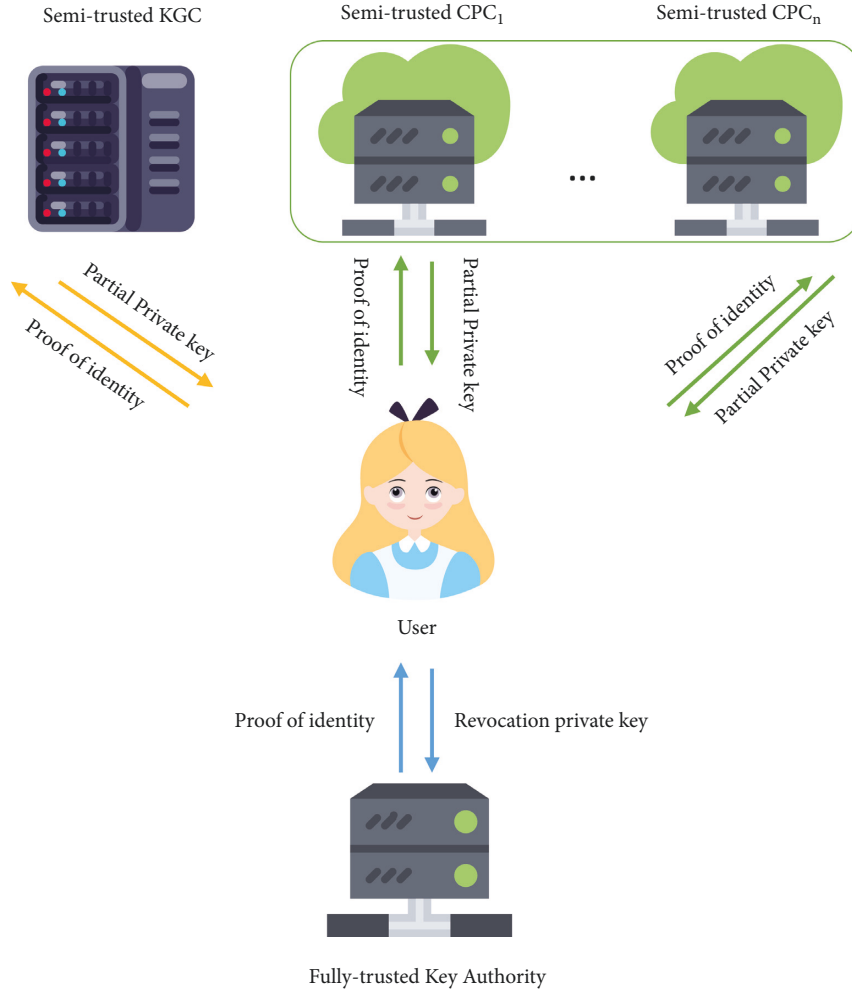 Semi-trusted KGC
Semi-trusted CPC₁
Semi-trusted CPCₙ
...
Partial Private key
Proof of identity
Proof of identity
Partial Private key
Proof of identity
Partial Private key
User
Proof of identity
Revocation private key
Fully-trusted Key Authority